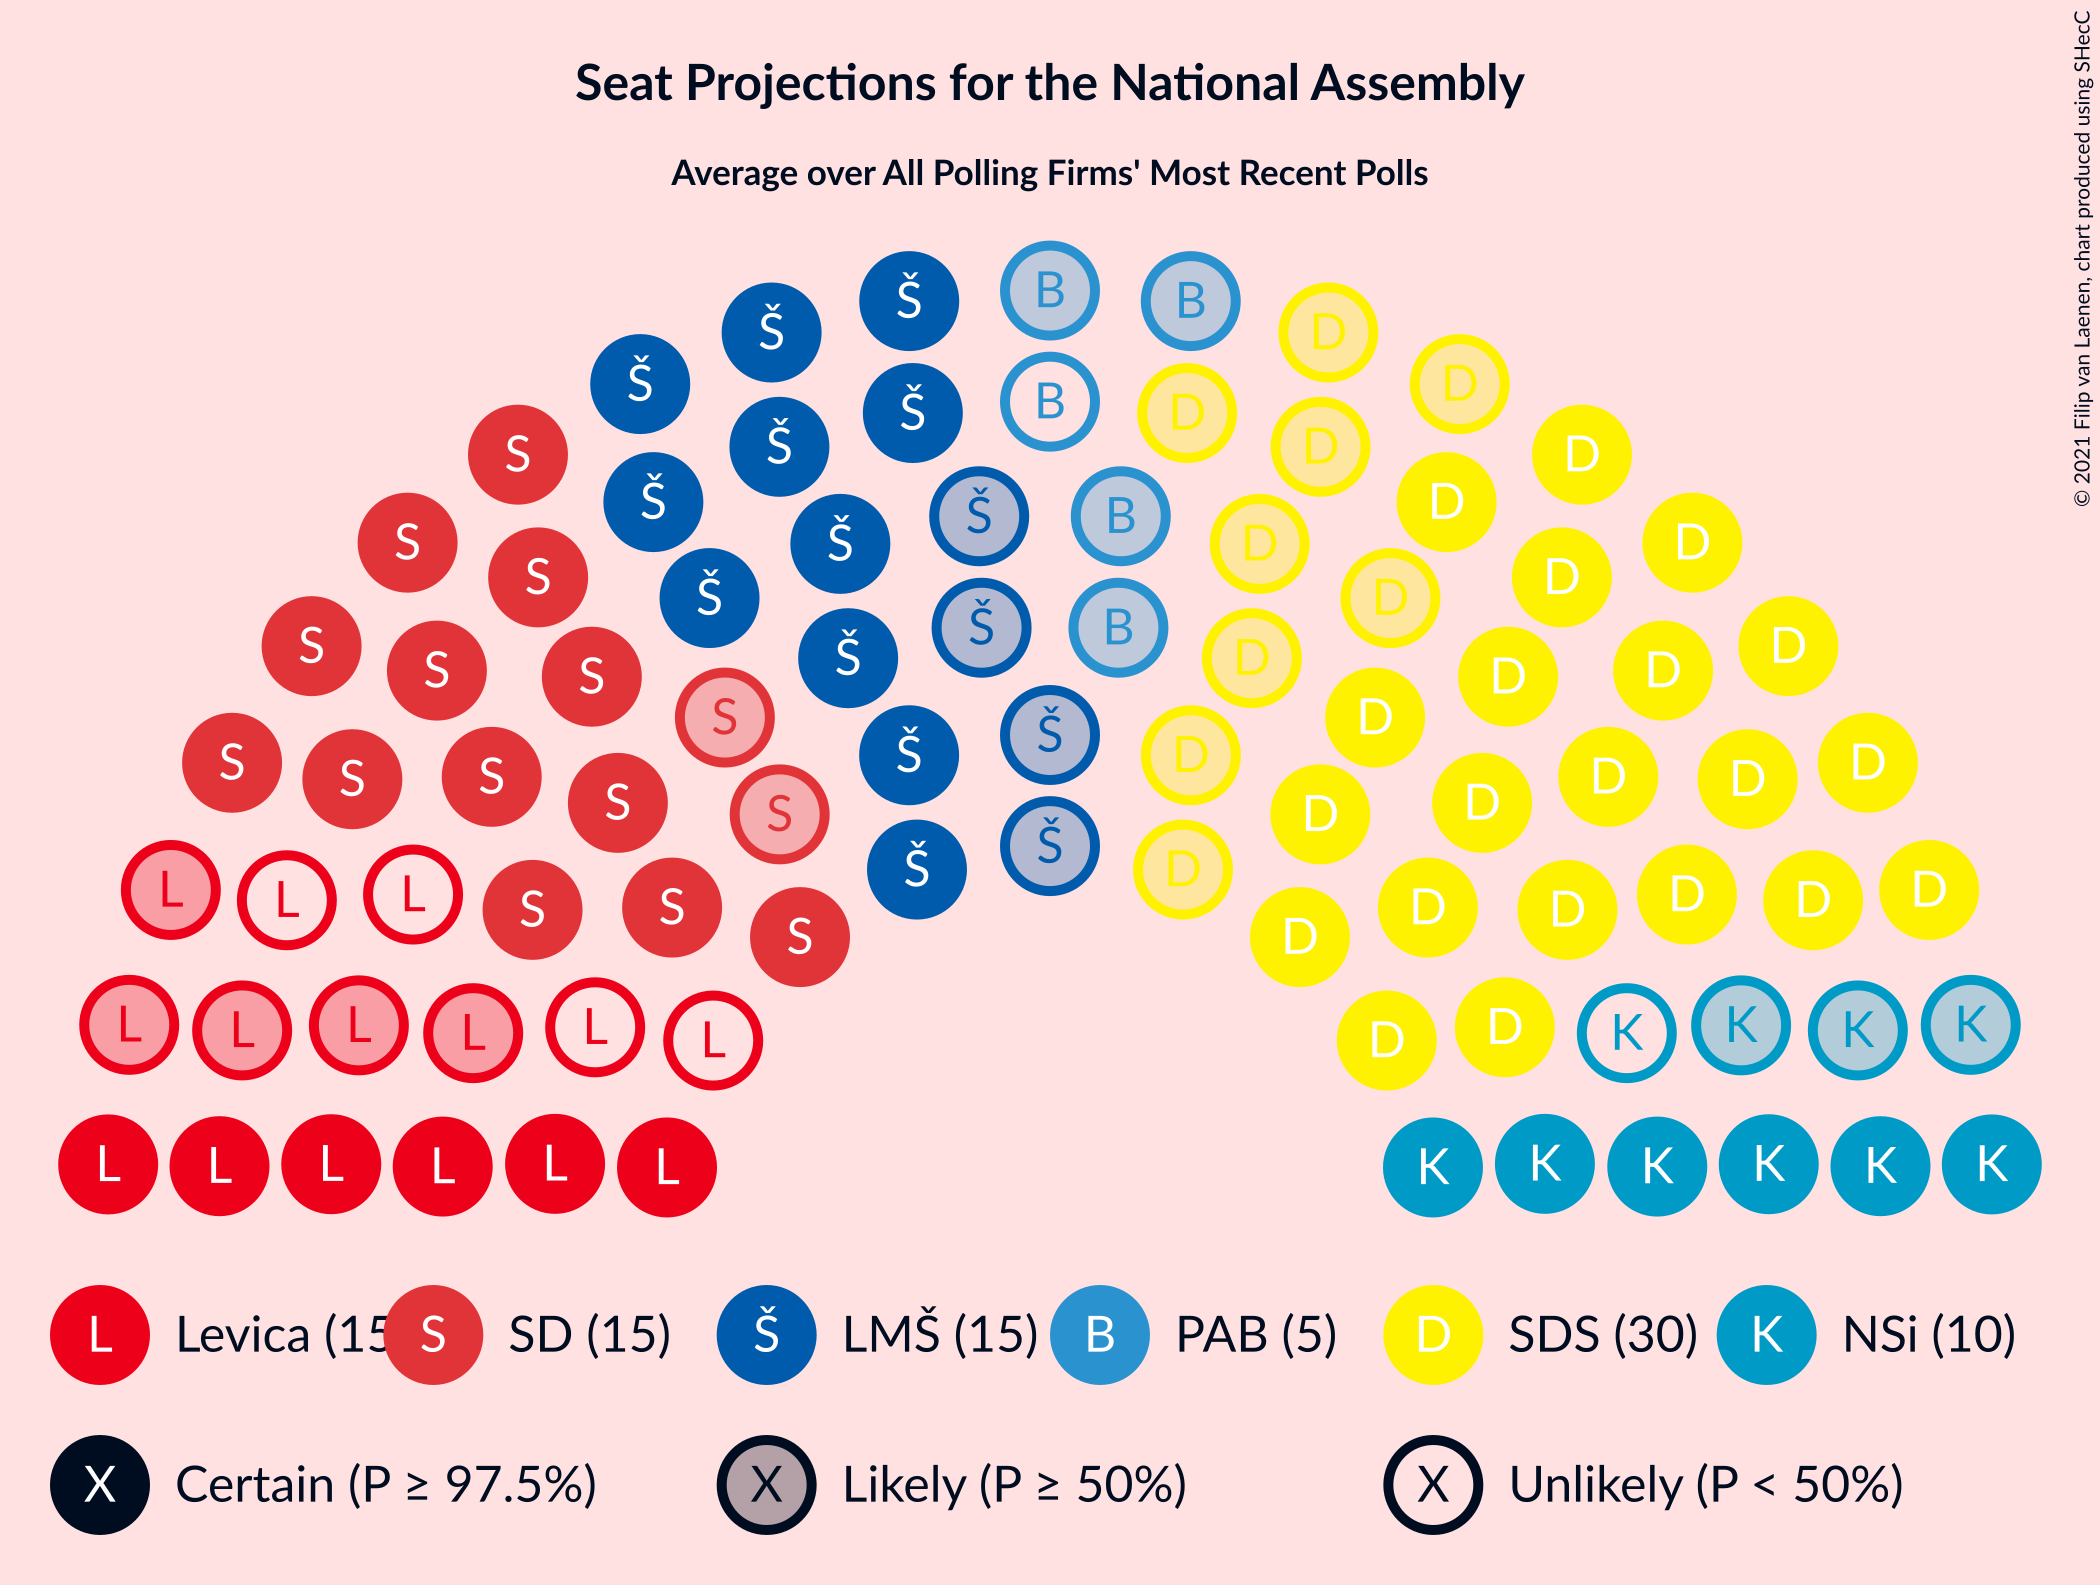 Seat Projections for the National Assembly
Average over All Polling Firms' Most Recent Polls
© 2021 Filip van Laenen, chart produced using SHecC
Š B B D
Š Š D
Š B D D
S Š Š D D
S Š Š B D D D
S S Š Š D D D
S S S Š B D D D D
S S S Š D D D
S S S S Š D D D D D
L L L S S S Š Š D D D D D D D
L L L L L L D D K K K K
L L L L L L K K K K K K
L Levica (15 S SD (15) Š LMŠ (15) B PAB (5) D SDS (30) K NSi (10)
X Certain (P ≥ 97.5%) X Likely (P ≥ 50%) X Unlikely (P < 50%)